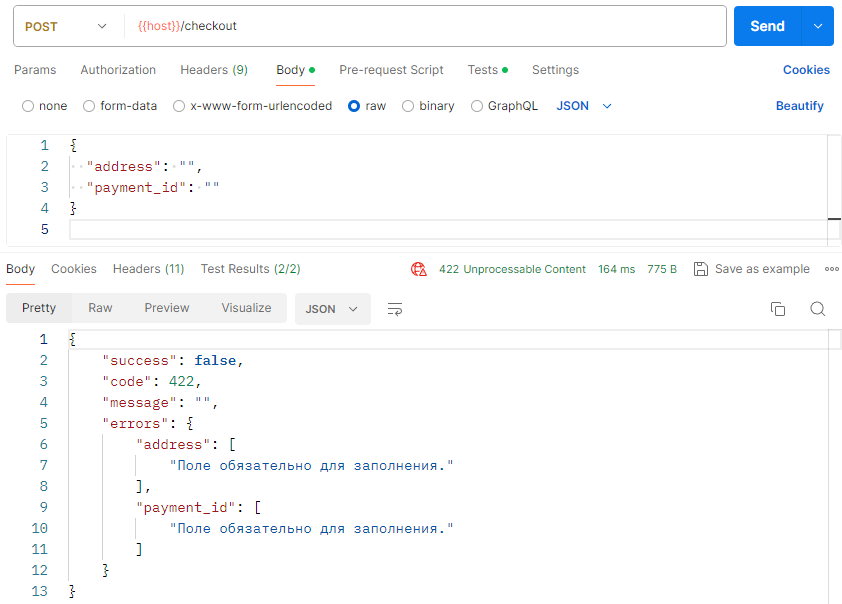 POST {{host}}/checkout Send
Params Authorization Headers (9) Body Pre-request Script Tests Settings Cookies
none form-data x-www-form-urlencoded raw binary GraphQL JSON Beautify
1 {
2 "address": "",
3 "payment_id": ""
4 }
5
Body Cookies Headers (11) Test Results (2/2) 422 Unprocessable Content 164 ms 775 B Save as example
Pretty Raw Preview Visualize JSON
1 {
2 "success": false,
3 "code": 422,
4 "message": "",
5 "errors": {
6 "address": [
7 "Поле обязательно для заполнения."
8 ],
9 "payment_id": [
10 "Поле обязательно для заполнения."
11 ]
12 }
13 }